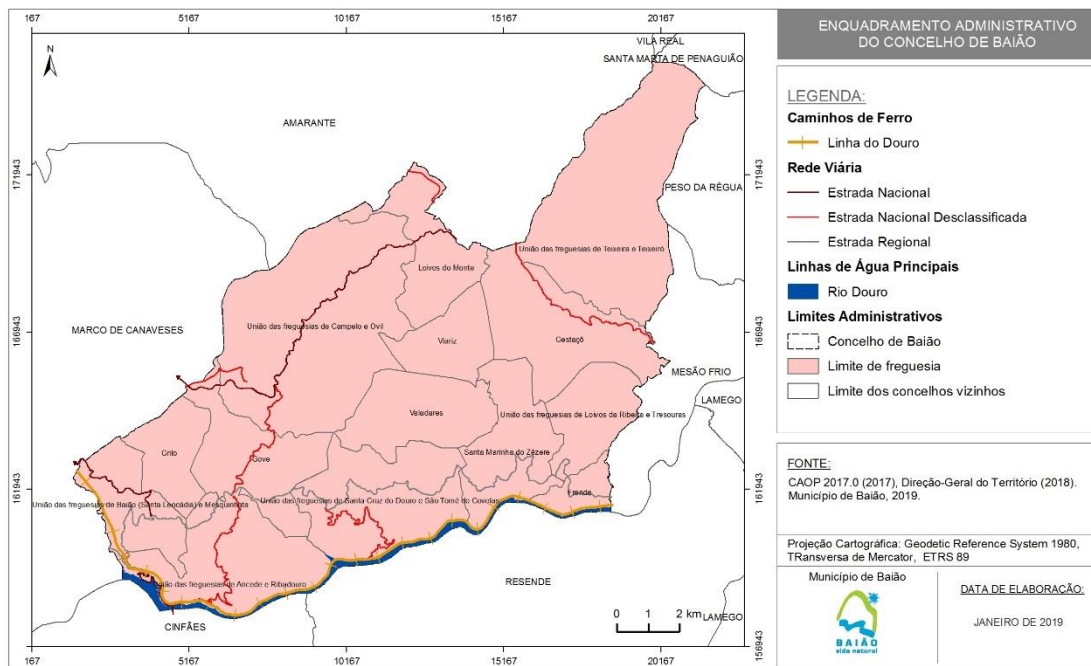 167
5167
10167
15167
20167
VILA REAL
SANTA MARTA DE PENAGUIÃO
N
AMARANTE
171943
171943
PESO DA RÉGUA
União das freguesias de Teixeira e Teixeiró
Loivos do Monte
MARCO DE CANAVESES
União das freguesias de Campelo e Ovil
166943
166943
Viariz
Gestaçô
MESÃO FRIO
LAMEGO
Valadares
União das freguesias de Loivos da Ribeira e Tresouras
Grilo
Gove
Santa Marinha do Zêzere
161943
161943
Frende
União das freguesias de Baião (Santa Leocádia) e Mesquinhata
União das freguesias de Santa Cruz do Douro e São Tomé de Covelas
União das freguesias de Ancede e Ribadouro
RESENDE
LAMEGO
CINFÃES
0 1 2 km
156943
156943
167
5167
10167
15167
20167
ENQUADRAMENTO ADMINISTRATIVO
DO CONCELHO DE BAIÃO
LEGENDA:
Caminhos de Ferro
Linha do Douro
Rede Viária
Estrada Nacional
Estrada Nacional Desclassificada
Estrada Regional
Linhas de Água Principais
Rio Douro
Limites Administrativos
Concelho de Baião
Limite de freguesia
Limite dos concelhos vizinhos
FONTE:
CAOP 2017.0 (2017), Direção-Geral do Território (2018).
Município de Baião, 2019.
Projeção Cartográfica: Geodetic Reference System 1980,
TRansversa de Mercator, ETRS 89
Município de Baião
BAIÃO
vida natural
DATA DE ELABORAÇÃO:
JANEIRO DE 2019